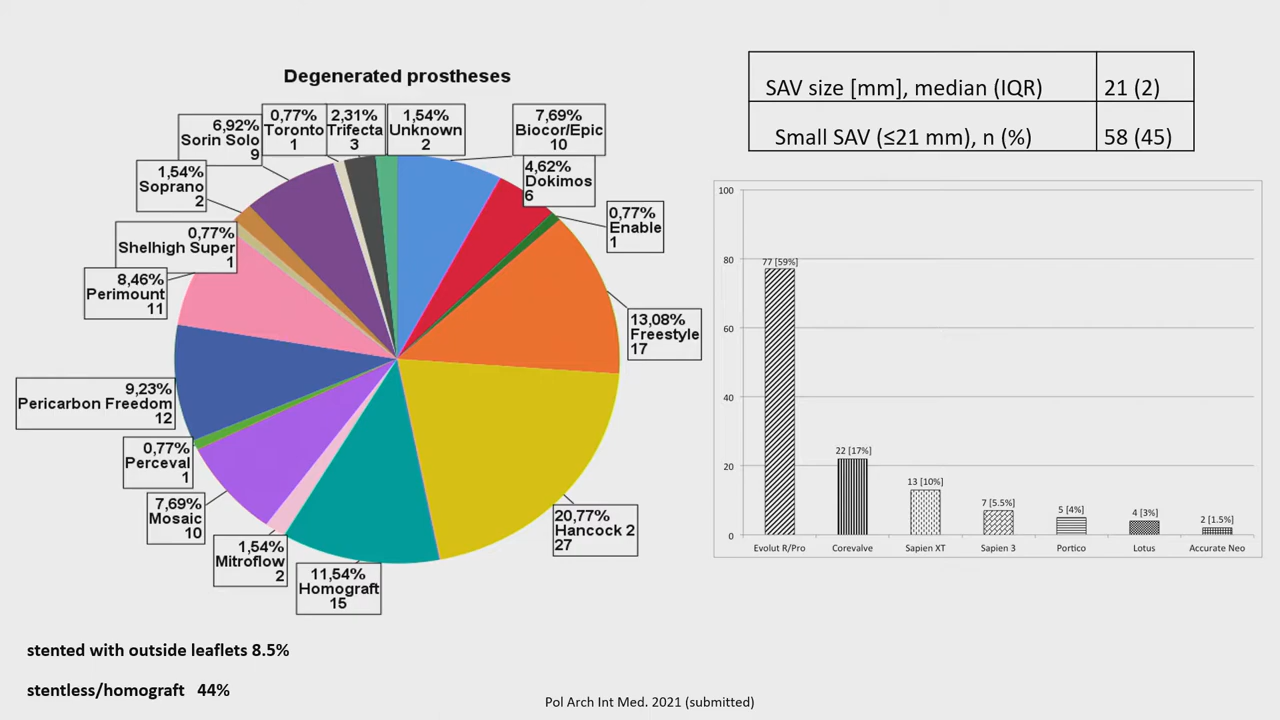 Degenerated prostheses
0,77%
Toronto
1
2,31%
Trifecta
3
1,54%
Unknown
2
7,69%
Biocor/Epic
10
6,92%
Sorin Solo
9
4,62%
Dokimos
6
1,54%
Soprano
2
0,77%
Enable
1
0,77%
Shelhigh Super
1
8,46%
Perimount
11
13,08%
Freestyle
17
9,23%
Pericarbon Freedom
12
0,77%
Perceval
1
7,69%
Mosaic
10
20,77%
Hancock 2
27
1,54%
Mitroflow
2
11,54%
Homograft
15
stented with outside leaflets 8.5%
stentless/homograft 44%
SAV size [mm], median (IQR) 21 (2)
Small SAV (≤21 mm), n (%) 58 (45)
100
80
60
40
20
0
77 [59%]
22 [17%]
13 [10%]
7 [5.5%]
5 [4%]
4 [3%]
2 [1.5%]
Evolut R/Pro Corevalve Sapien XT Sapien 3 Portico Lotus Accurate Neo
Pol Arch Int Med. 2021 (submitted)